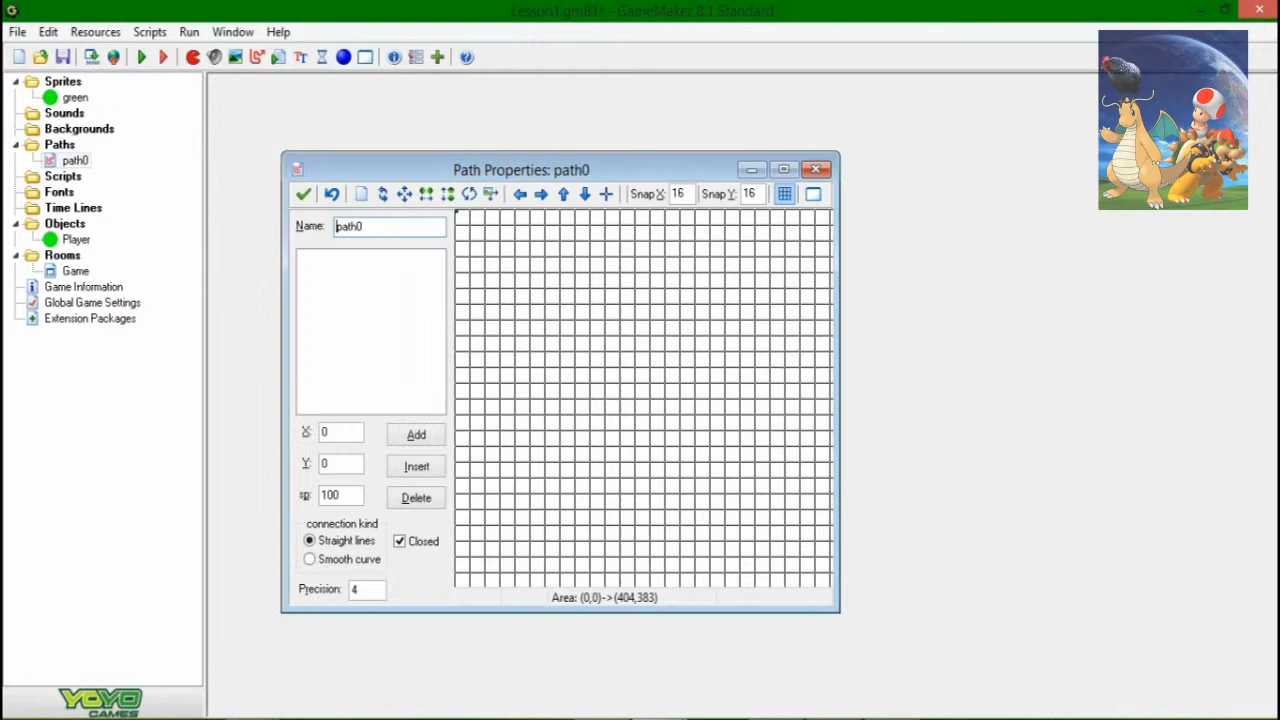 Lesson1.gm81* - GameMaker 8.1 Standard
File Edit Resources Scripts Run Window Help
Sprites
green
Sounds
Backgrounds
Paths
path0
Scripts
Fonts
Time Lines
Objects
Player
Rooms
Game
Game Information
Global Game Settings
Extension Packages
YOYO
GAMES
Path Properties: path0
Snap X: 16 Snap Y: 16
Name: path0
X: 0 Add
Y: 0 Insert
sp: 100 Delete
connection kind
Straight lines Closed
Smooth curve
Precision: 4
Area: (0,0)->(404,383)